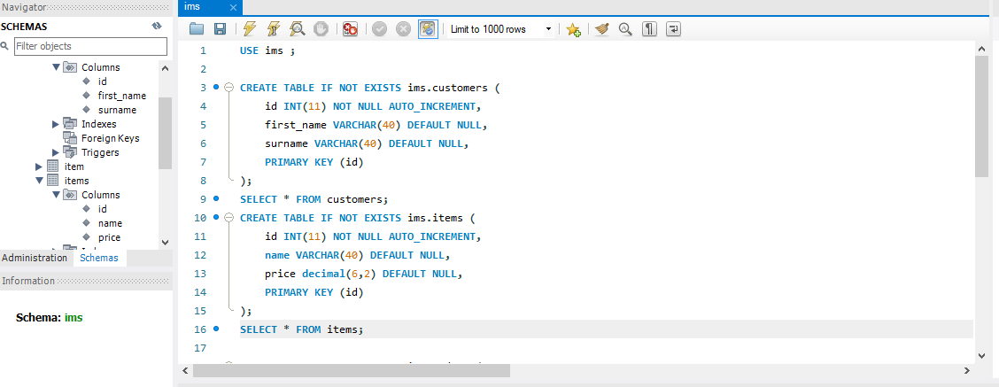 Navigator
SCHEMAS
Filter objects
Columns
id
first_name
surname
Indexes
Foreign Keys
Triggers
item
items
Columns
id
name
price
Administration Schemas
Information
Schema: ims
ims
Limit to 1000 rows
1 USE ims ;
2
3 CREATE TABLE IF NOT EXISTS ims.customers (
4 id INT(11) NOT NULL AUTO_INCREMENT,
5 first_name VARCHAR(40) DEFAULT NULL,
6 surname VARCHAR(40) DEFAULT NULL,
7 PRIMARY KEY (id)
8 );
9 SELECT * FROM customers;
10 CREATE TABLE IF NOT EXISTS ims.items (
11 id INT(11) NOT NULL AUTO_INCREMENT,
12 name VARCHAR(40) DEFAULT NULL,
13 price decimal(6,2) DEFAULT NULL,
14 PRIMARY KEY (id)
15 );
16 SELECT * FROM items;
17